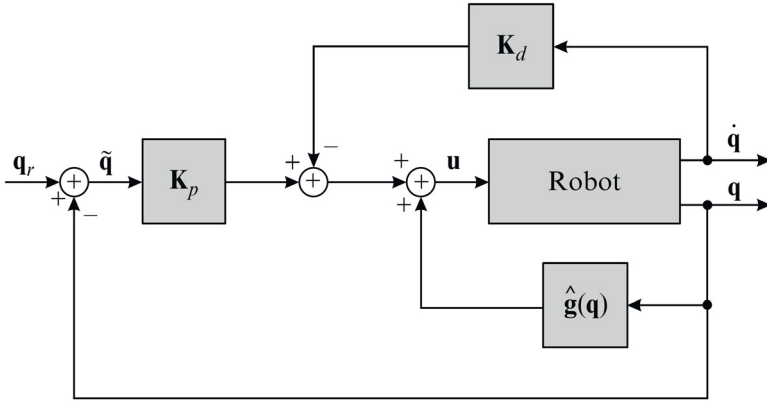 K_d
q̇
q_r
+
−
q̃
K_p
+
−
+
+
+
+
+
u
Robot
q
ĝ(q)